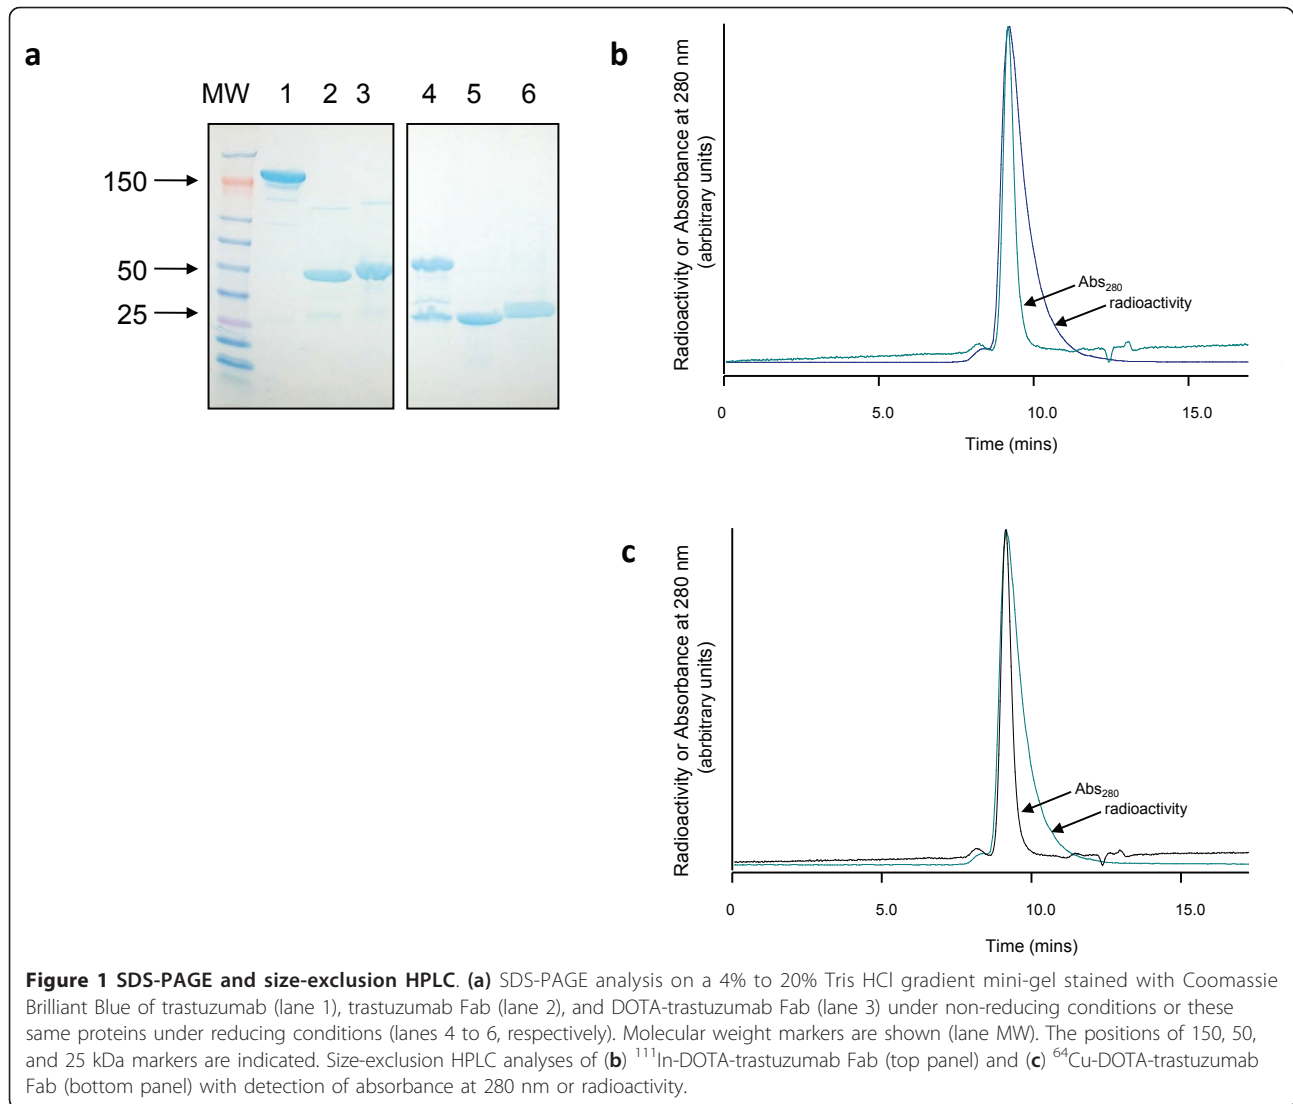 a
MW 1 2 3 4 5 6
150
50
25
b
Radioactivity or Absorbance at 280 nm
(abrbitrary units)
Abs280
radioactivity
0 5.0 10.0 15.0
Time (mins)
c
Radioactivity or Absorbance at 280 nm
(abrbitrary units)
Abs280
radioactivity
0 5.0 10.0 15.0
Time (mins)
Figure 1 SDS-PAGE and size-exclusion HPLC. (a) SDS-PAGE analysis on a 4% to 20% Tris HCl gradient mini-gel stained with Coomassie
Brilliant Blue of trastuzumab (lane 1), trastuzumab Fab (lane 2), and DOTA-trastuzumab Fab (lane 3) under non-reducing conditions or these
same proteins under reducing conditions (lanes 4 to 6, respectively). Molecular weight markers are shown (lane MW). The positions of 150, 50,
and 25 kDa markers are indicated. Size-exclusion HPLC analyses of (b) 111In-DOTA-trastuzumab Fab (top panel) and (c) 64Cu-DOTA-trastuzumab
Fab (bottom panel) with detection of absorbance at 280 nm or radioactivity.